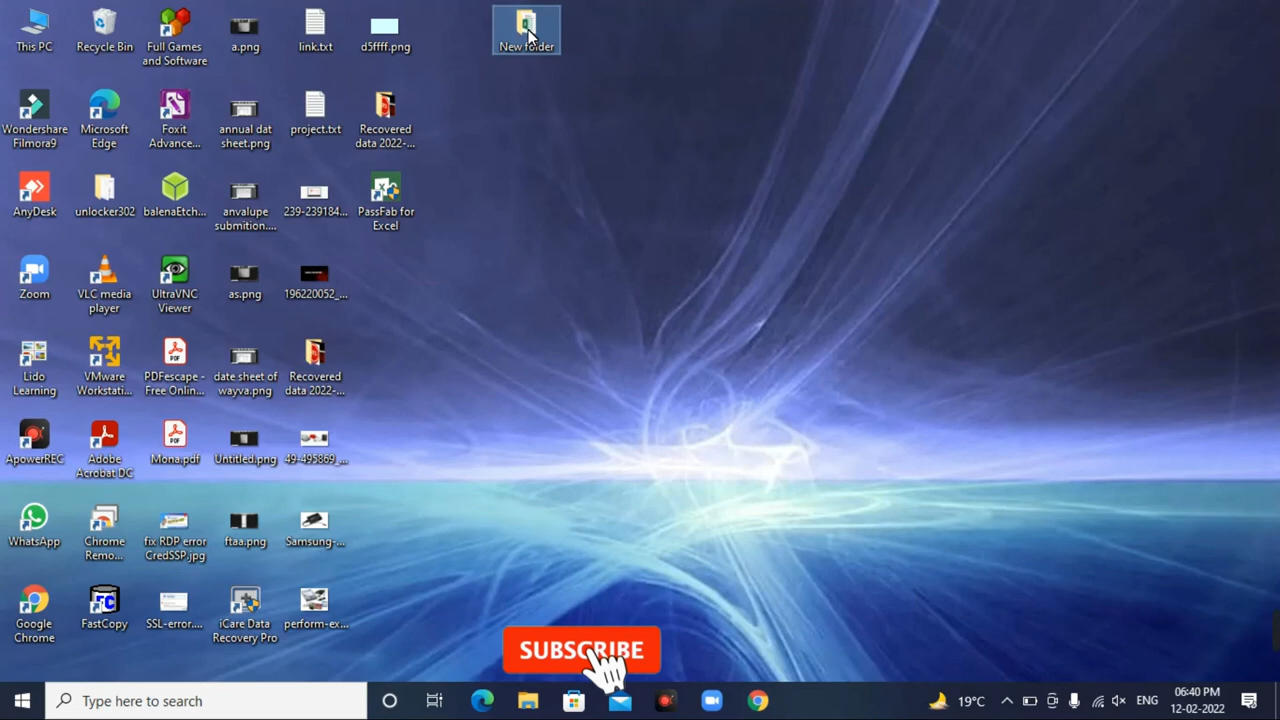 This PC
Recycle Bin
Full Games
and Software
a.png
link.txt
d5ffff.png
New folder
Wondershare
Filmora9
Microsoft
Edge
Foxit
Advance...
annual dat
sheet.png
project.txt
Recovered
data 2022-...
AnyDesk
unlocker302
balenaEtch...
anvalupe
submition....
239-239184...
PassFab for
Excel
Zoom
VLC media
player
UltraVNC
Viewer
as.png
196220052_...
Lido
Learning
VMware
Workstati...
PDFescape -
Free Onlin...
date sheet of
wayva.png
Recovered
data 2022-...
ApowerREC
Adobe
Acrobat DC
Mona.pdf
Untitled.png
49-495869_...
WhatsApp
Chrome
Remo...
fix RDP error
CredSSP.jpg
ftaa.png
Samsung-...
Google
Chrome
FastCopy
SSL-error....
iCare Data
Recovery Pro
perform-ex...
SUBSCRIBE
Type here to search
19°C
ENG
06:40 PM
12-02-2022